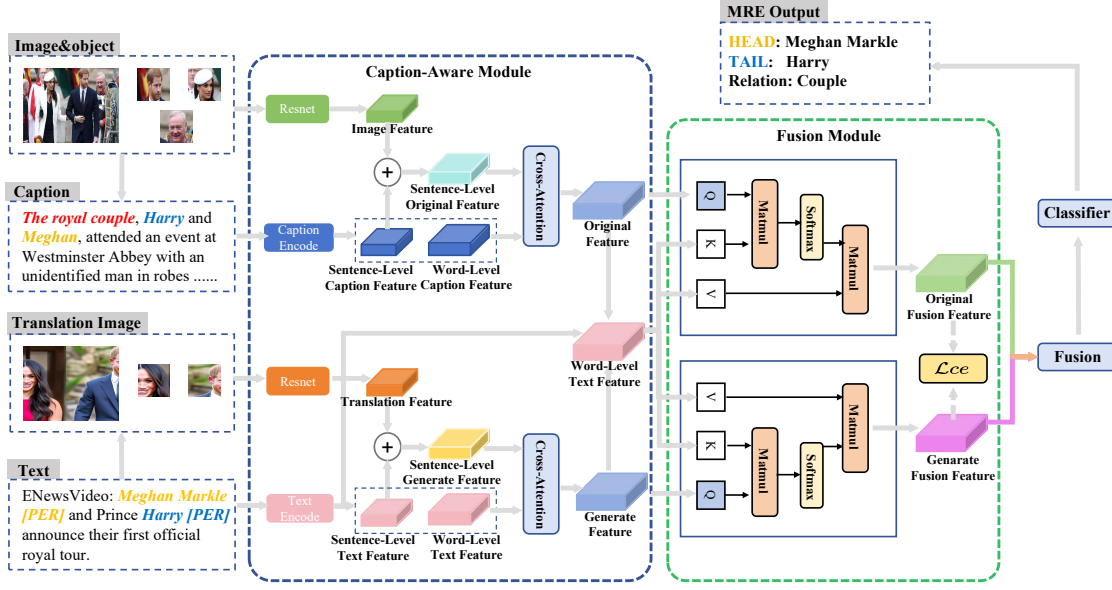 MRE Output
HEAD: Meghan Markle
TAIL: Harry
Relation: Couple
Image&object
Caption
The royal couple, Harry and
Meghan, attended an event at
Westminster Abbey with an
unidentified man in robes ......
Translation Image
Text
ENewsVideo: Meghan Markle
[PER] and Prince Harry [PER]
announce their first official
royal tour.
Caption-Aware Module
Resnet
Image Feature
+
Sentence-Level
Original Feature
Caption
Encode
Sentence-Level
Caption Feature
Word-Level
Caption Feature
Cross-Attention
Original
Feature
Word-Level
Text Feature
Resnet
Translation Feature
+
Sentence-Level
Generate Feature
Text
Encode
Sentence-Level
Text Feature
Word-Level
Text Feature
Cross-Attention
Generate
Feature
Fusion Module
Q
K
V
Matmul
Softmax
Matmul
V
K
Q
Matmul
Softmax
Matmul
Original
Fusion Feature
Lce
Genarate
Fusion Feature
Classifier
Fusion